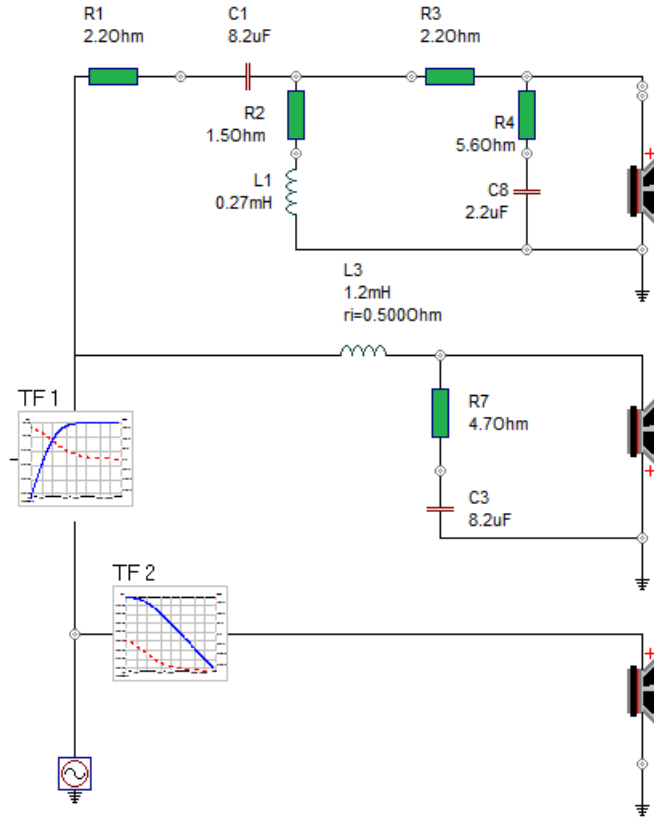 R1
2.2Ohm
C1
8.2uF
R3
2.2Ohm
R2
1.5Ohm
R4
5.6Ohm
L1
0.27mH
C8
2.2uF
L3
1.2mH
ri=0.500Ohm
TF 1
R7
4.7Ohm
C3
8.2uF
TF 2